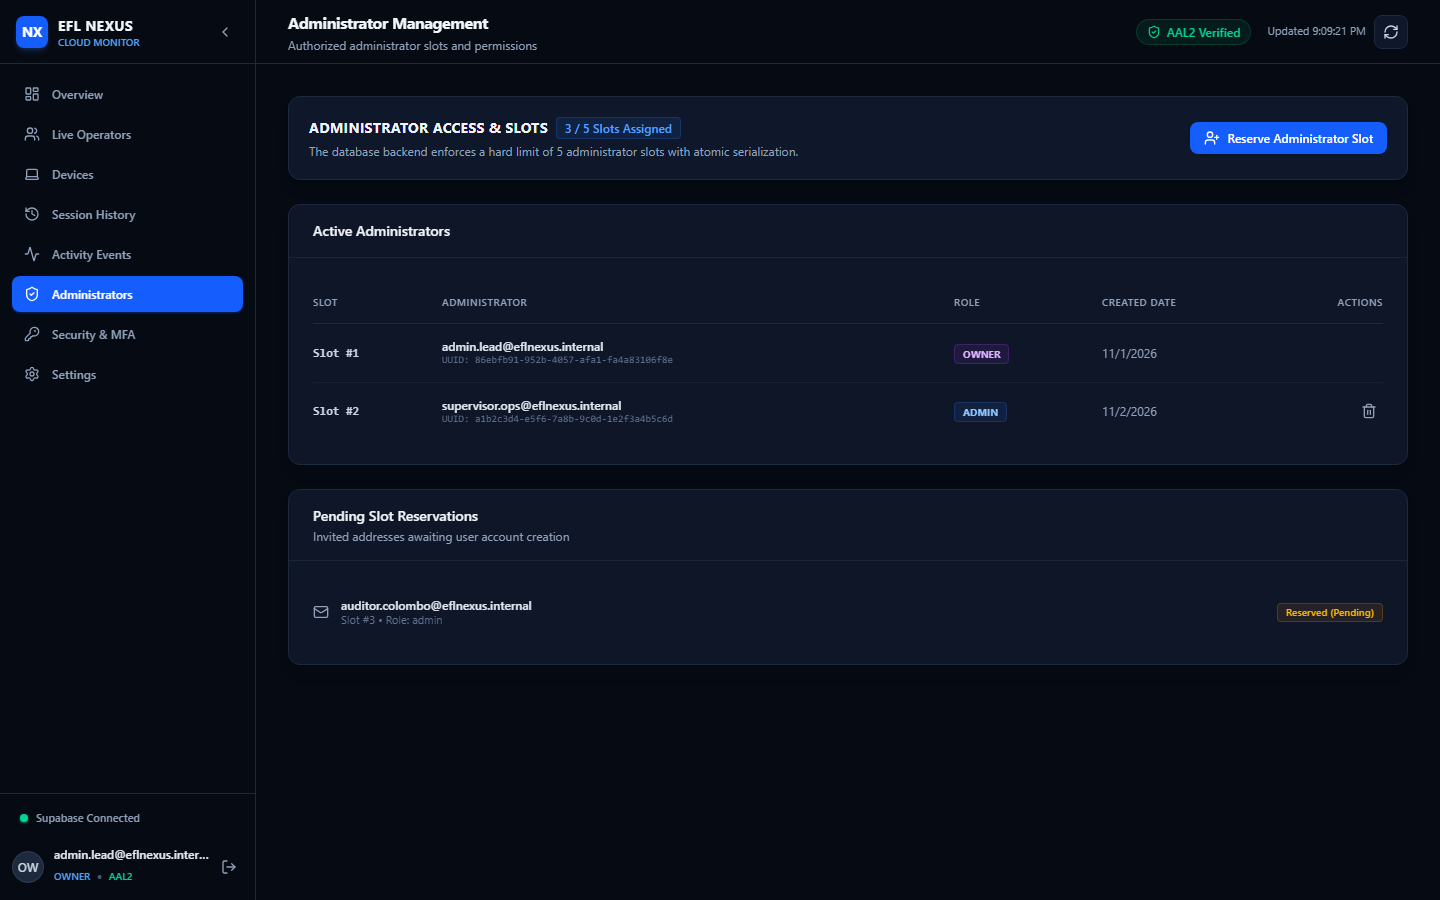 NX
EFL NEXUS
CLOUD MONITOR
Overview
Live Operators
Devices
Session History
Activity Events
Administrators
Security & MFA
Settings
Supabase Connected
OW
admin.lead@eflnexus.inter...
OWNER • AAL2
Administrator Management
Authorized administrator slots and permissions
AAL2 Verified
Updated 9:09:21 PM
ADMINISTRATOR ACCESS & SLOTS
3 / 5 Slots Assigned
The database backend enforces a hard limit of 5 administrator slots with atomic serialization.
Reserve Administrator Slot
Active Administrators
SLOT ADMINISTRATOR ROLE CREATED DATE ACTIONS
Slot #1 admin.lead@eflnexus.internal OWNER 11/1/2026
UUID: 86ebfb91-952b-4057-afa1-fa4a83106f8e
Slot #2 supervisor.ops@eflnexus.internal ADMIN 11/2/2026
UUID: a1b2c3d4-e5f6-7a8b-9c0d-1e2f3a4b5c6d
Pending Slot Reservations
Invited addresses awaiting user account creation
auditor.colombo@eflnexus.internal
Slot #3 • Role: admin
Reserved (Pending)